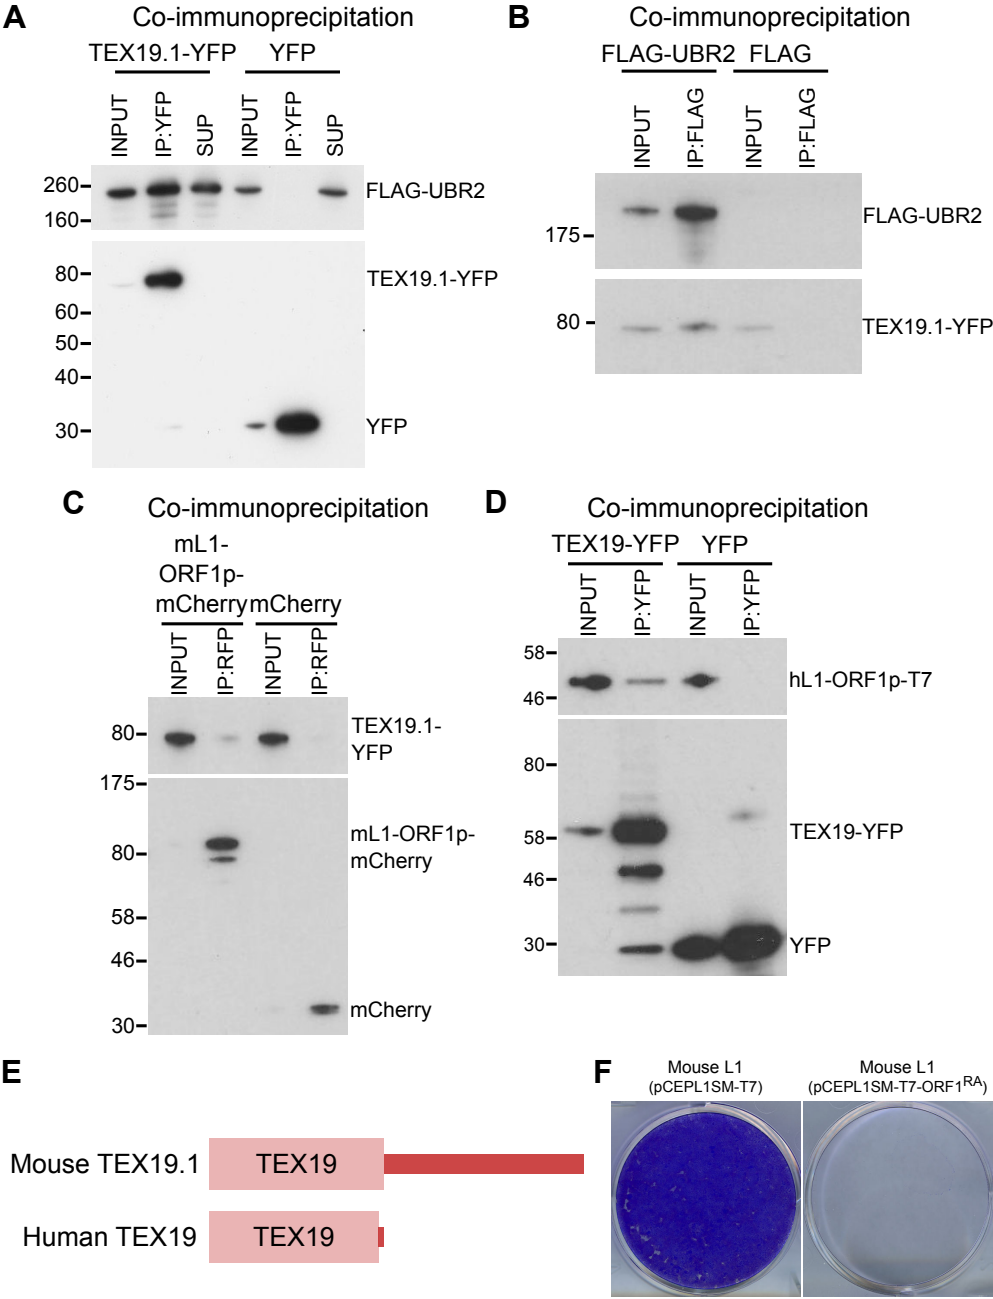 A
Co-immunoprecipitation
TEX19.1-YFP YFP
INPUT IP:YFP SUP INPUT IP:YFP SUP
260
160
FLAG-UBR2
80
60
50
40
30
TEX19.1-YFP
YFP
B
Co-immunoprecipitation
FLAG-UBR2 FLAG
INPUT IP:FLAG INPUT IP:FLAG
175
FLAG-UBR2
80
TEX19.1-YFP
C
Co-immunoprecipitation
mL1-
ORF1p-
mCherry mCherry
INPUT IP:RFP INPUT IP:RFP
80
TEX19.1-
YFP
175
80
58
46
30
mL1-ORF1p-
mCherry
mCherry
D
Co-immunoprecipitation
TEX19-YFP YFP
INPUT IP:YFP INPUT IP:YFP
58
46
hL1-ORF1p-T7
80
58
46
30
TEX19-YFP
YFP
E
Mouse TEX19.1 TEX19
Human TEX19 TEX19
F
Mouse L1
(pCEPL1SM-T7)
Mouse L1
(pCEPL1SM-T7-ORF1RA)